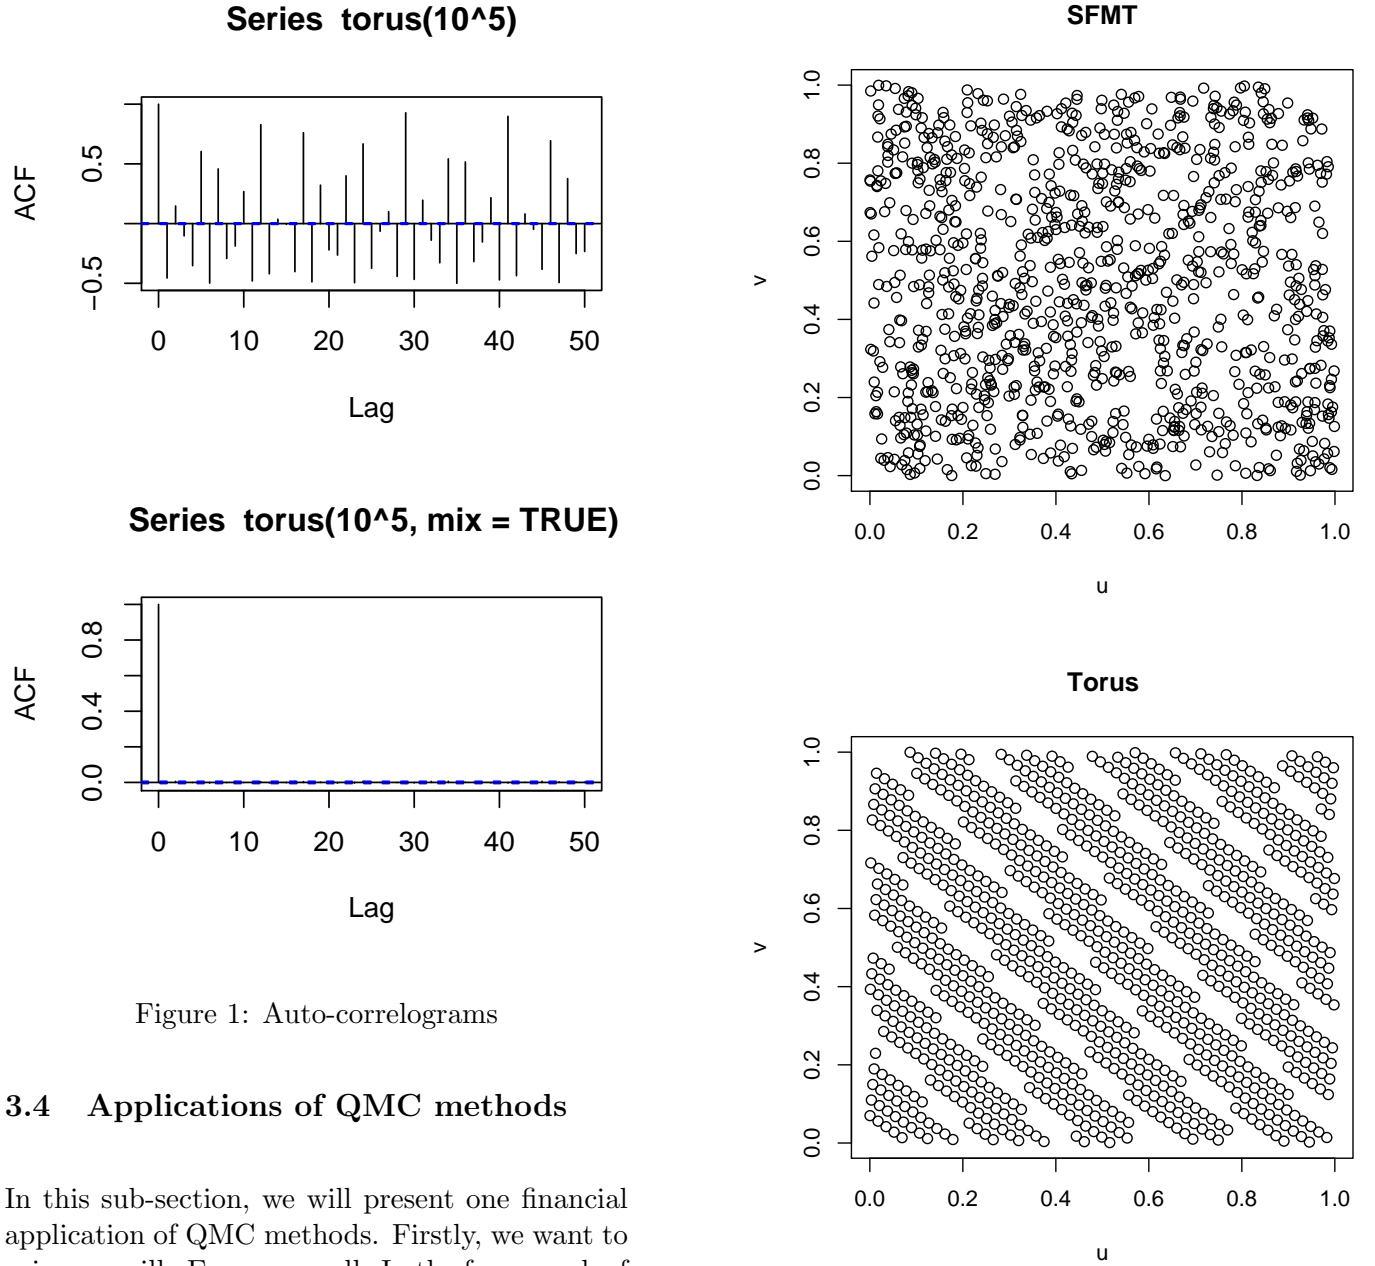 Series torus(10^5)
ACF
0.5
−0.5
0 10 20 30 40 50
Lag
Series torus(10^5, mix = TRUE)
ACF
0.8
0.4
0.0
0 10 20 30 40 50
Lag
Figure 1: Auto-correlograms
3.4 Applications of QMC methods
In this sub-section, we will present one financial
application of QMC methods. Firstly, we want to
SFMT
v
1.0
0.8
0.6
0.4
0.2
0.0
0.0 0.2 0.4 0.6 0.8 1.0
u
Torus
v
1.0
0.8
0.6
0.4
0.2
0.0
0.0 0.2 0.4 0.6 0.8 1.0
u